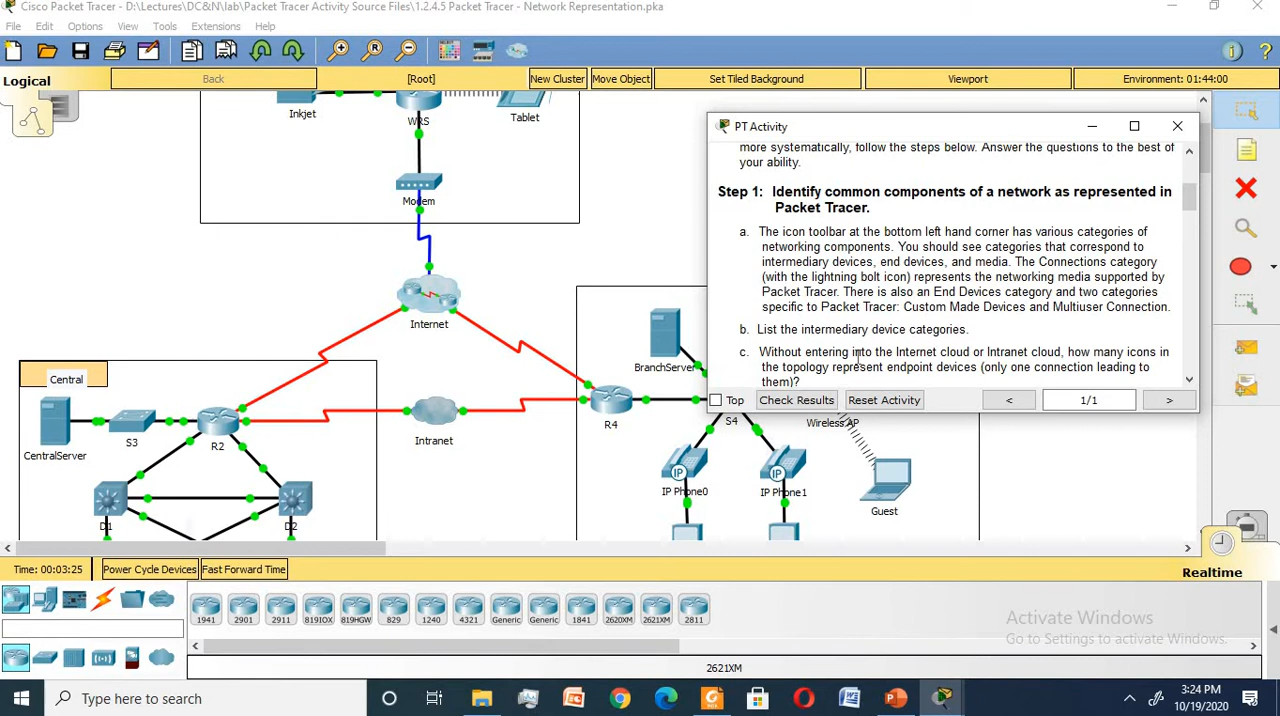 Cisco Packet Tracer - D:\Lectures\DC&N\lab\Packet Tracer Activity Source Files\1.2.4.5 Packet Tracer - Network Representation.pka
File Edit Options View Tools Extensions Help
Logical
Back
[Root]
New Cluster
Move Object
Set Tiled Background
Viewport
Environment: 01:44:00
Inkjet
WRS
Tablet
Modem
Internet
Central
CentralServer
S3
R2
D1
D2
Intranet
R4
BranchServer
S4
Wireless AP
IP
IP
IP Phone0
IP Phone1
Guest
PT Activity
more systematically, follow the steps below. Answer the questions to the best of
your ability.
Step 1: Identify common components of a network as represented in
Packet Tracer.
a. The icon toolbar at the bottom left hand corner has various categories of
networking components. You should see categories that correspond to
intermediary devices, end devices, and media. The Connections category
(with the lightning bolt icon) represents the networking media supported by
Packet Tracer. There is also an End Devices category and two categories
specific to Packet Tracer: Custom Made Devices and Multiuser Connection.
b. List the intermediary device categories.
c. Without entering into the Internet cloud or Intranet cloud, how many icons in
the topology represent endpoint devices (only one connection leading to
them)?
Top
Check Results
Reset Activity
<
1/1
>
Time: 00:03:25
Power Cycle Devices
Fast Forward Time
Realtime
1941 2901 2911 819IOX 819HGW 829 1240 4321 Generic Generic 1841 2620XM 2621XM 2811
2621XM
Activate Windows
Go to Settings to activate Windows.
Type here to search
3:24 PM
10/19/2020